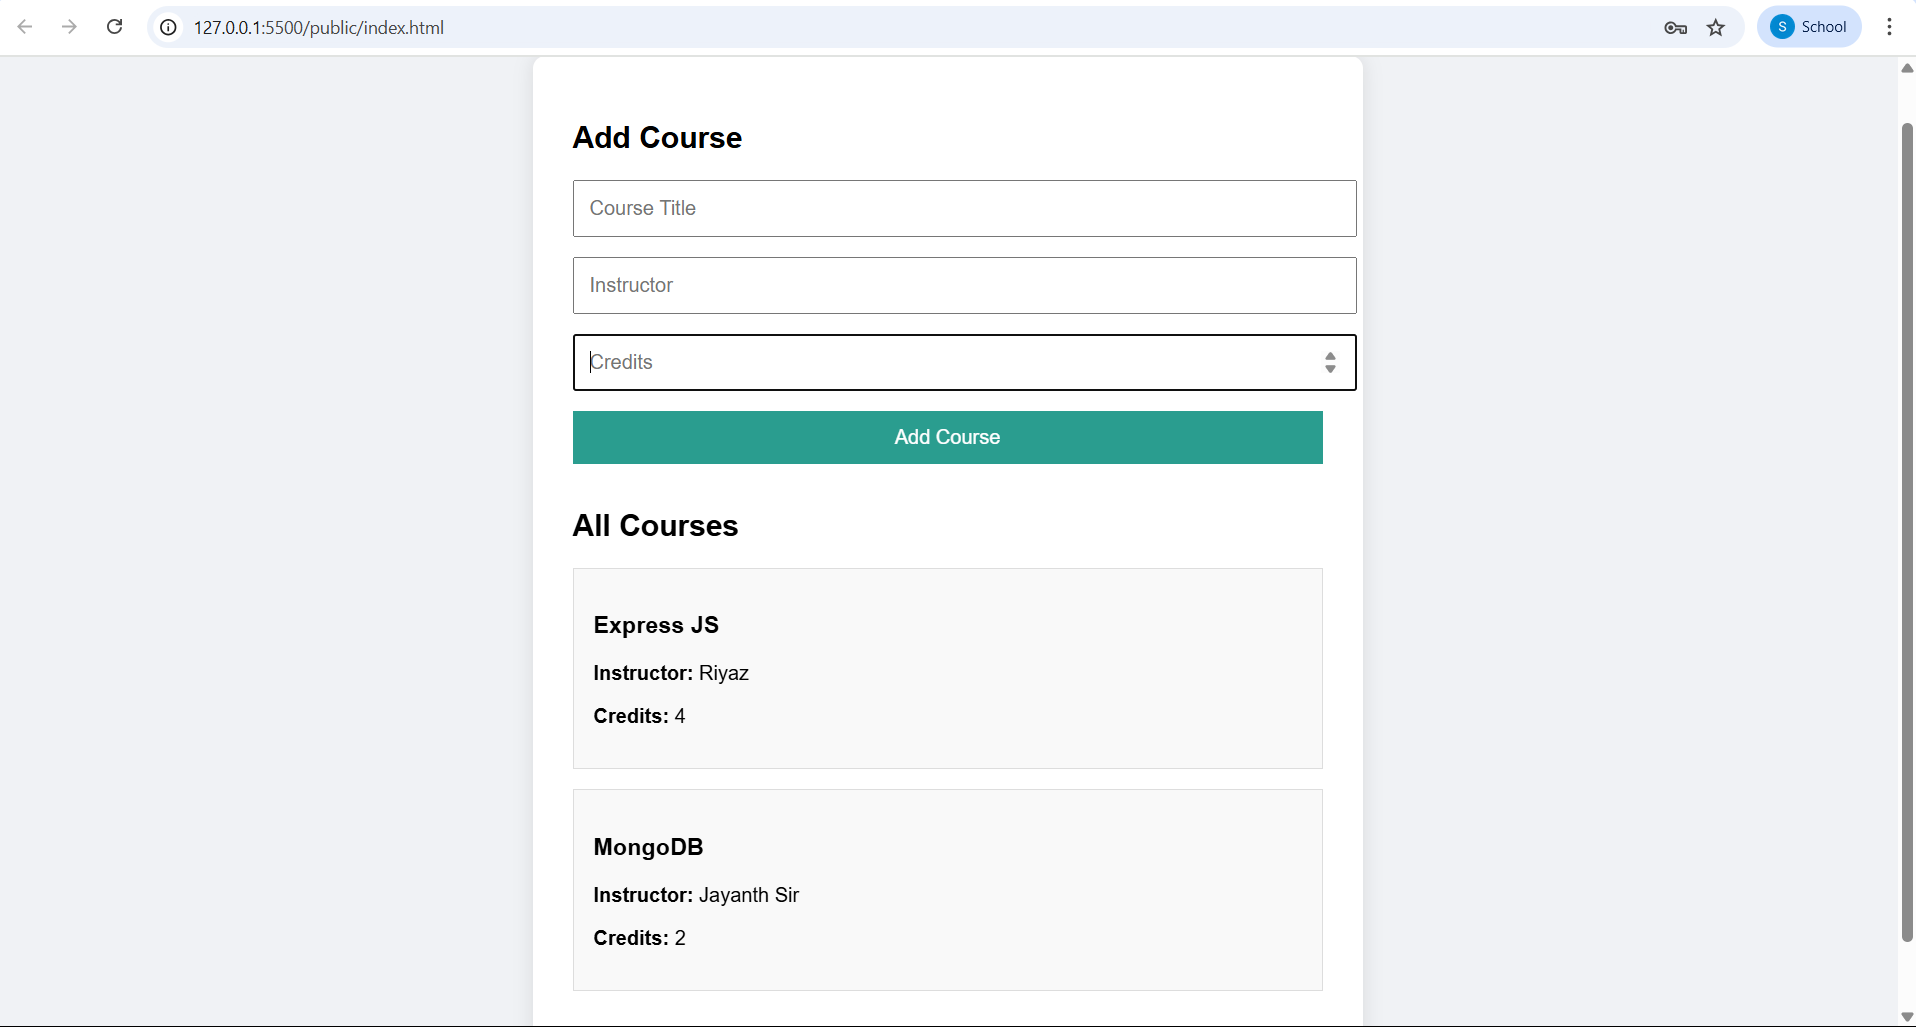 127.0.0.1:5500/public/index.html
S School
Add Course
Course Title
Instructor
Credits
Add Course
All Courses
Express JS
Instructor: Riyaz
Credits: 4
MongoDB
Instructor: Jayanth Sir
Credits: 2